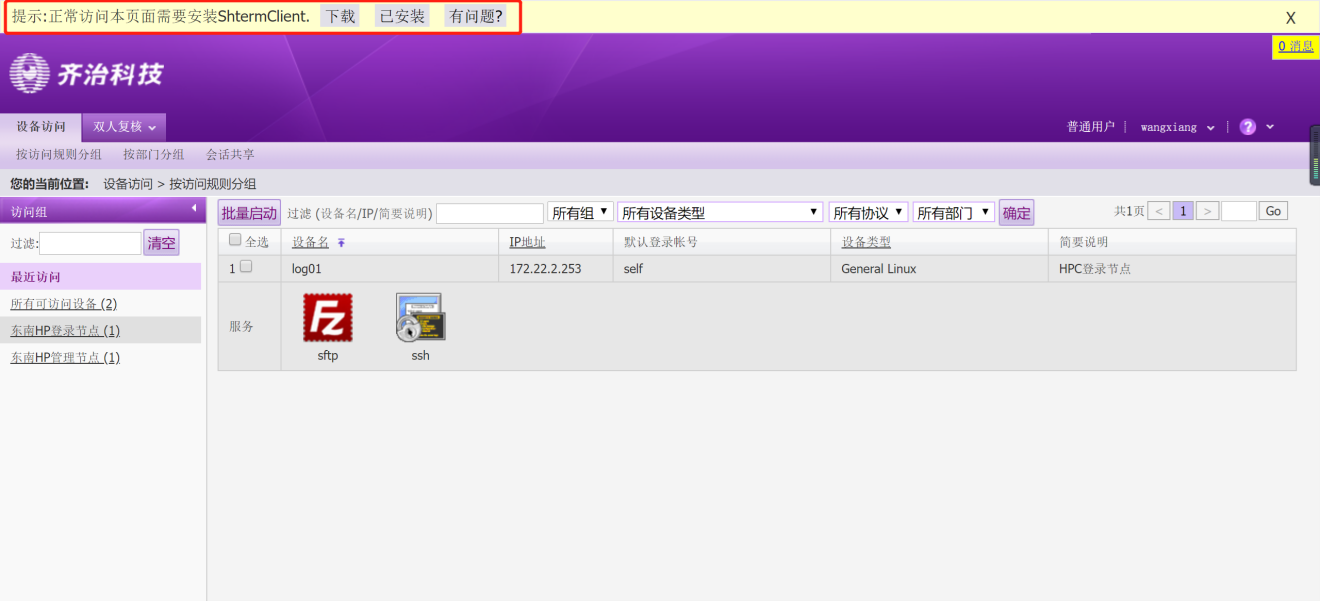 提示:正常访问本页面需要安装ShtermClient. 下载 已安装 有问题? X
0 消息
齐治科技
设备访问 双人复核 普通用户 wangxiang ?
按访问规则分组 按部门分组 会话共享
您的当前位置: 设备访问 > 按访问规则分组
访问组
过滤: 清空
最近访问
所有可访问设备 (2)
东南HP登录节点 (1)
东南HP管理节点 (1)
批量启动 过滤 (设备名/IP/简要说明) 所有组 所有设备类型 所有协议 所有部门 确定 共1页 < 1 > Go
全选 设备名 IP地址 默认登录帐号 设备类型 简要说明
1 log01 172.22.2.253 self General Linux HPC登录节点
服务
Fz
sftp ssh